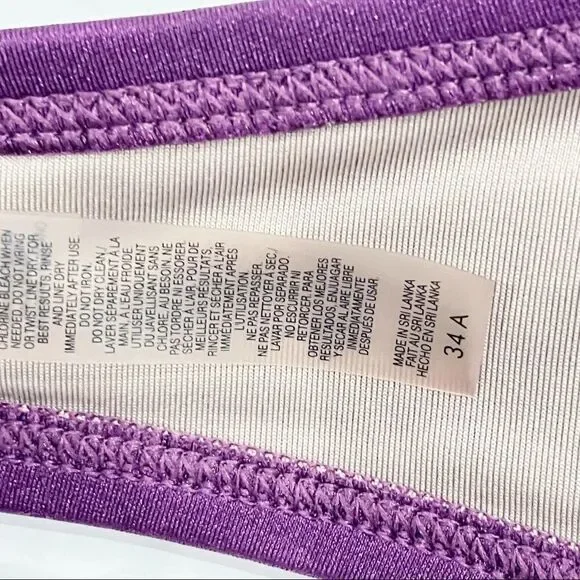 CHLORINE BLEACH WHEN
NEEDED. DO NOT WRING
OR TWIST. LINE DRY. FOR
BEST RESULTS, RINSE
AND LINE DRY
IMMEDIATELY AFTER USE.
DO NOT IRON.
DO NOT DRY CLEAN./
LAVER SEPAREMENT À LA
MAIN, À L'EAU FROIDE.
UTILISER UNIQUEMENT
DU JAVELLISANT SANS
CHLORE, AU BESOIN. NE
PAS TORDRE NI ESSORER.
SÉCHER À L'AIR. POUR DE
MEILLEURS RÉSULTATS,
RINCER ET SÉCHER À L'AIR
IMMÉDIATEMENT APRÈS
L'UTILISATION.
NE PAS REPASSER.
NE PAS NETTOYER À SEC./
LAVAR POR SEPARADO.
NO ESCURRIR NI
RETORCER. PARA
OBTENER LOS MEJORES
RESULTADOS, ENJUAGAR
Y SECAR AL AIRE LIBRE
DESPUES DE USAR.
MADE IN SRI LANKA
FAIT AU SRI LANKA
HECHO EN SRI LANKA
34 A